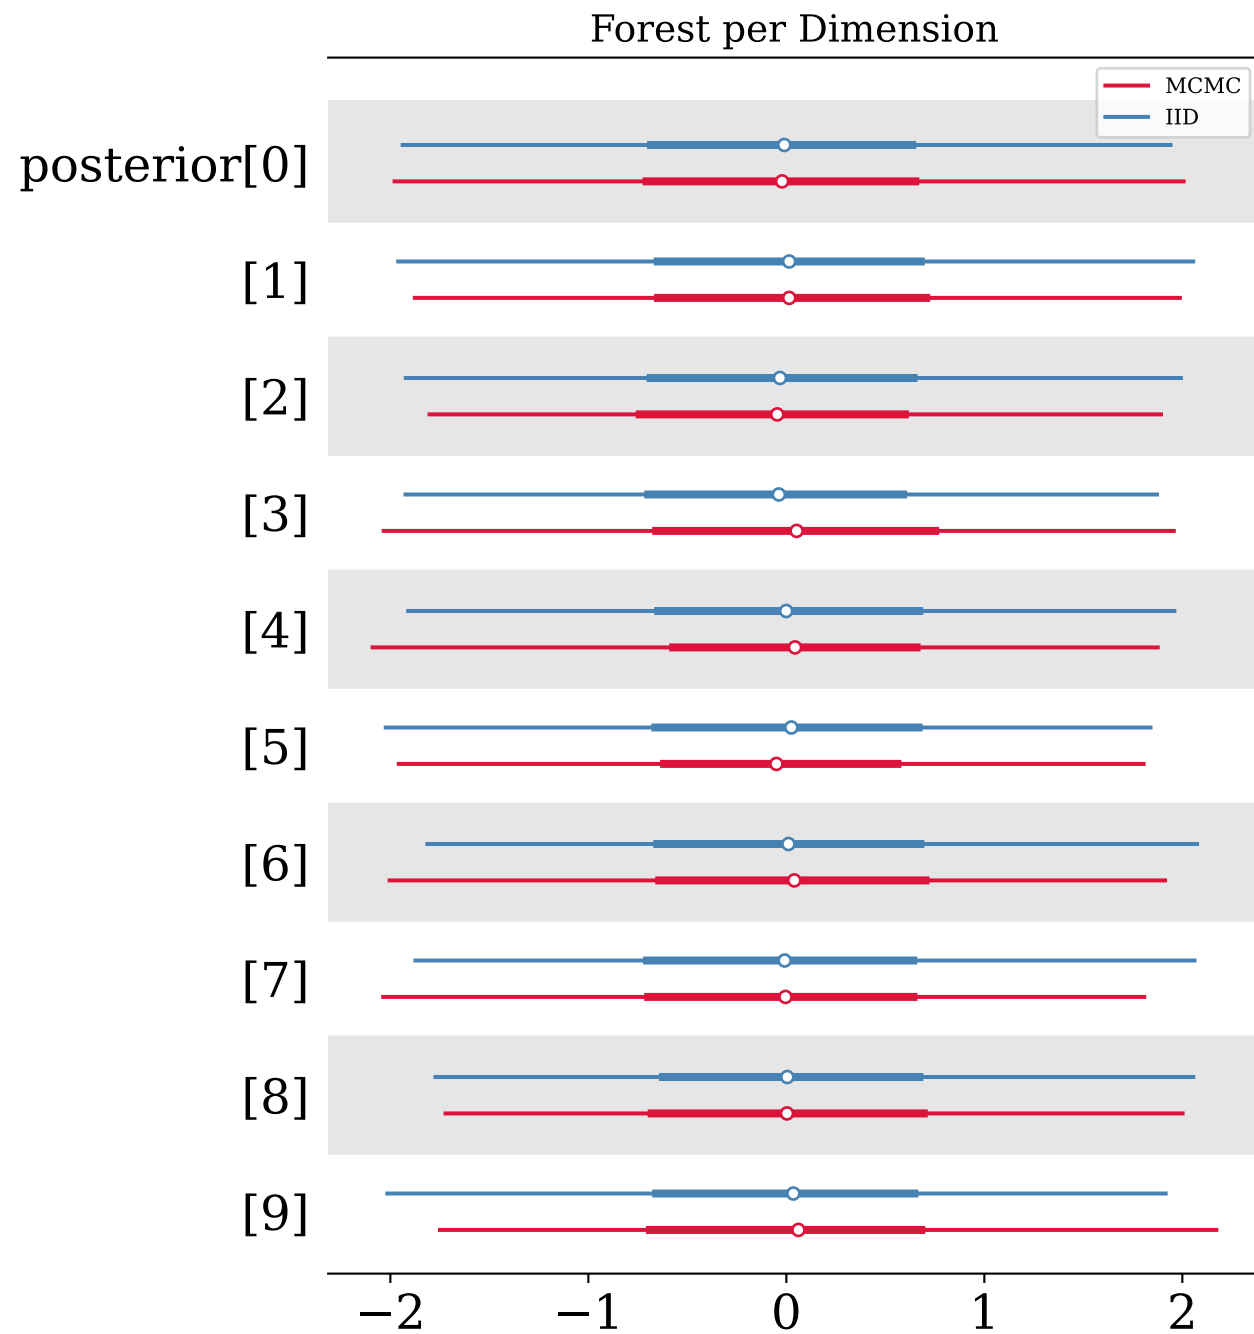 Forest per Dimension
MCMC
IID
posterior[0]
[1]
[2]
[3]
[4]
[5]
[6]
[7]
[8]
[9]
−2 −1 0 1 2